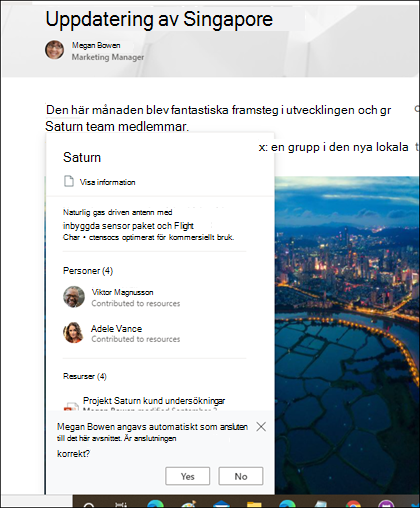 Uppdatering av Singapore
Megan Bowen
Marketing Manager
Den här månaden blev fantastiska framsteg i utvecklingen och gr
Saturn team medlemmar.
x: en grupp i den nya lokala
Saturn
Visa information
Naturlig gas driven antenn med
inbyggda sensor paket och Flight
Char • ctensocs optimerat för kommersiellt bruk.
Personer (4)
Viktor Magnusson
Contributed to resources
Adele Vance
Contributed to resources
Resurser (4)
Projekt Saturn kund undersökningar
Megan Bowen modified September 2
Megan Bowen angavs automatiskt som ansluten
till det här avsnittet. Är anslutningen
korrekt?
Yes
No